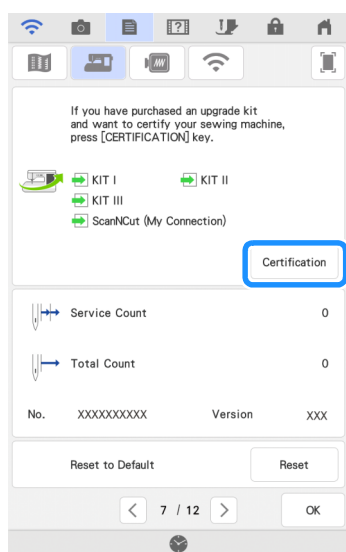 If you have purchased an upgrade kit
and want to certify your sewing machine,
press [CERTIFICATION] key.
KIT I KIT II
KIT III
ScanNCut (My Connection)
Certification
Service Count 0
Total Count 0
No. XXXXXXXXXX Version XXX
Reset to Default Reset
7 / 12 OK